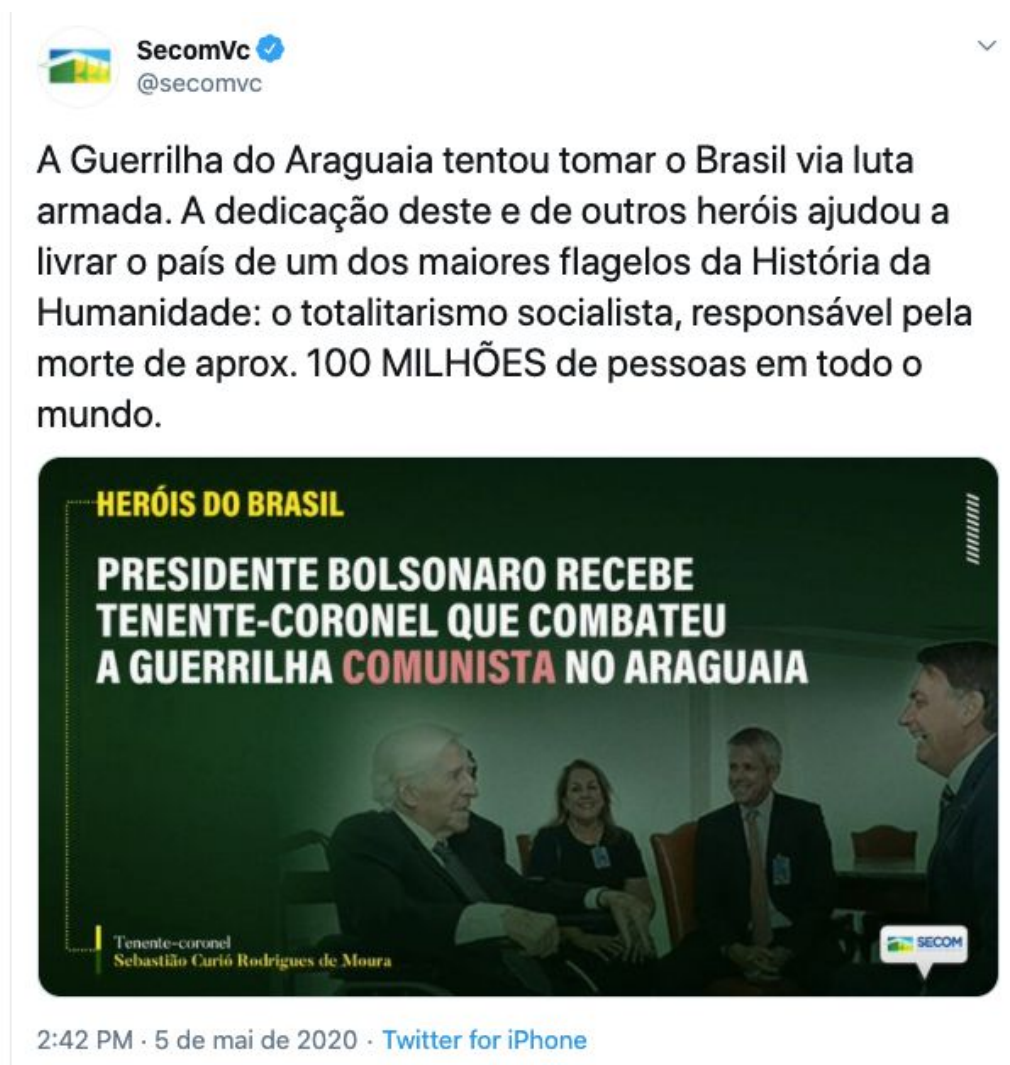 SecomVc
@secomvc
A Guerrilha do Araguaia tentou tomar o Brasil via luta
armada. A dedicação deste e de outros heróis ajudou a
livrar o país de um dos maiores flagelos da História da
Humanidade: o totalitarismo socialista, responsável pela
morte de aprox. 100 MILHÕES de pessoas em todo o
mundo.
HERÓIS DO BRASIL
PRESIDENTE BOLSONARO RECEBE
TENENTE-CORONEL QUE COMBATEU
A GUERRILHA COMUNISTA NO ARAGUAIA
Tenente-coronel
Sebastião Curió Rodrigues de Moura
SECOM
2:42 PM · 5 de mai de 2020 · Twitter for iPhone